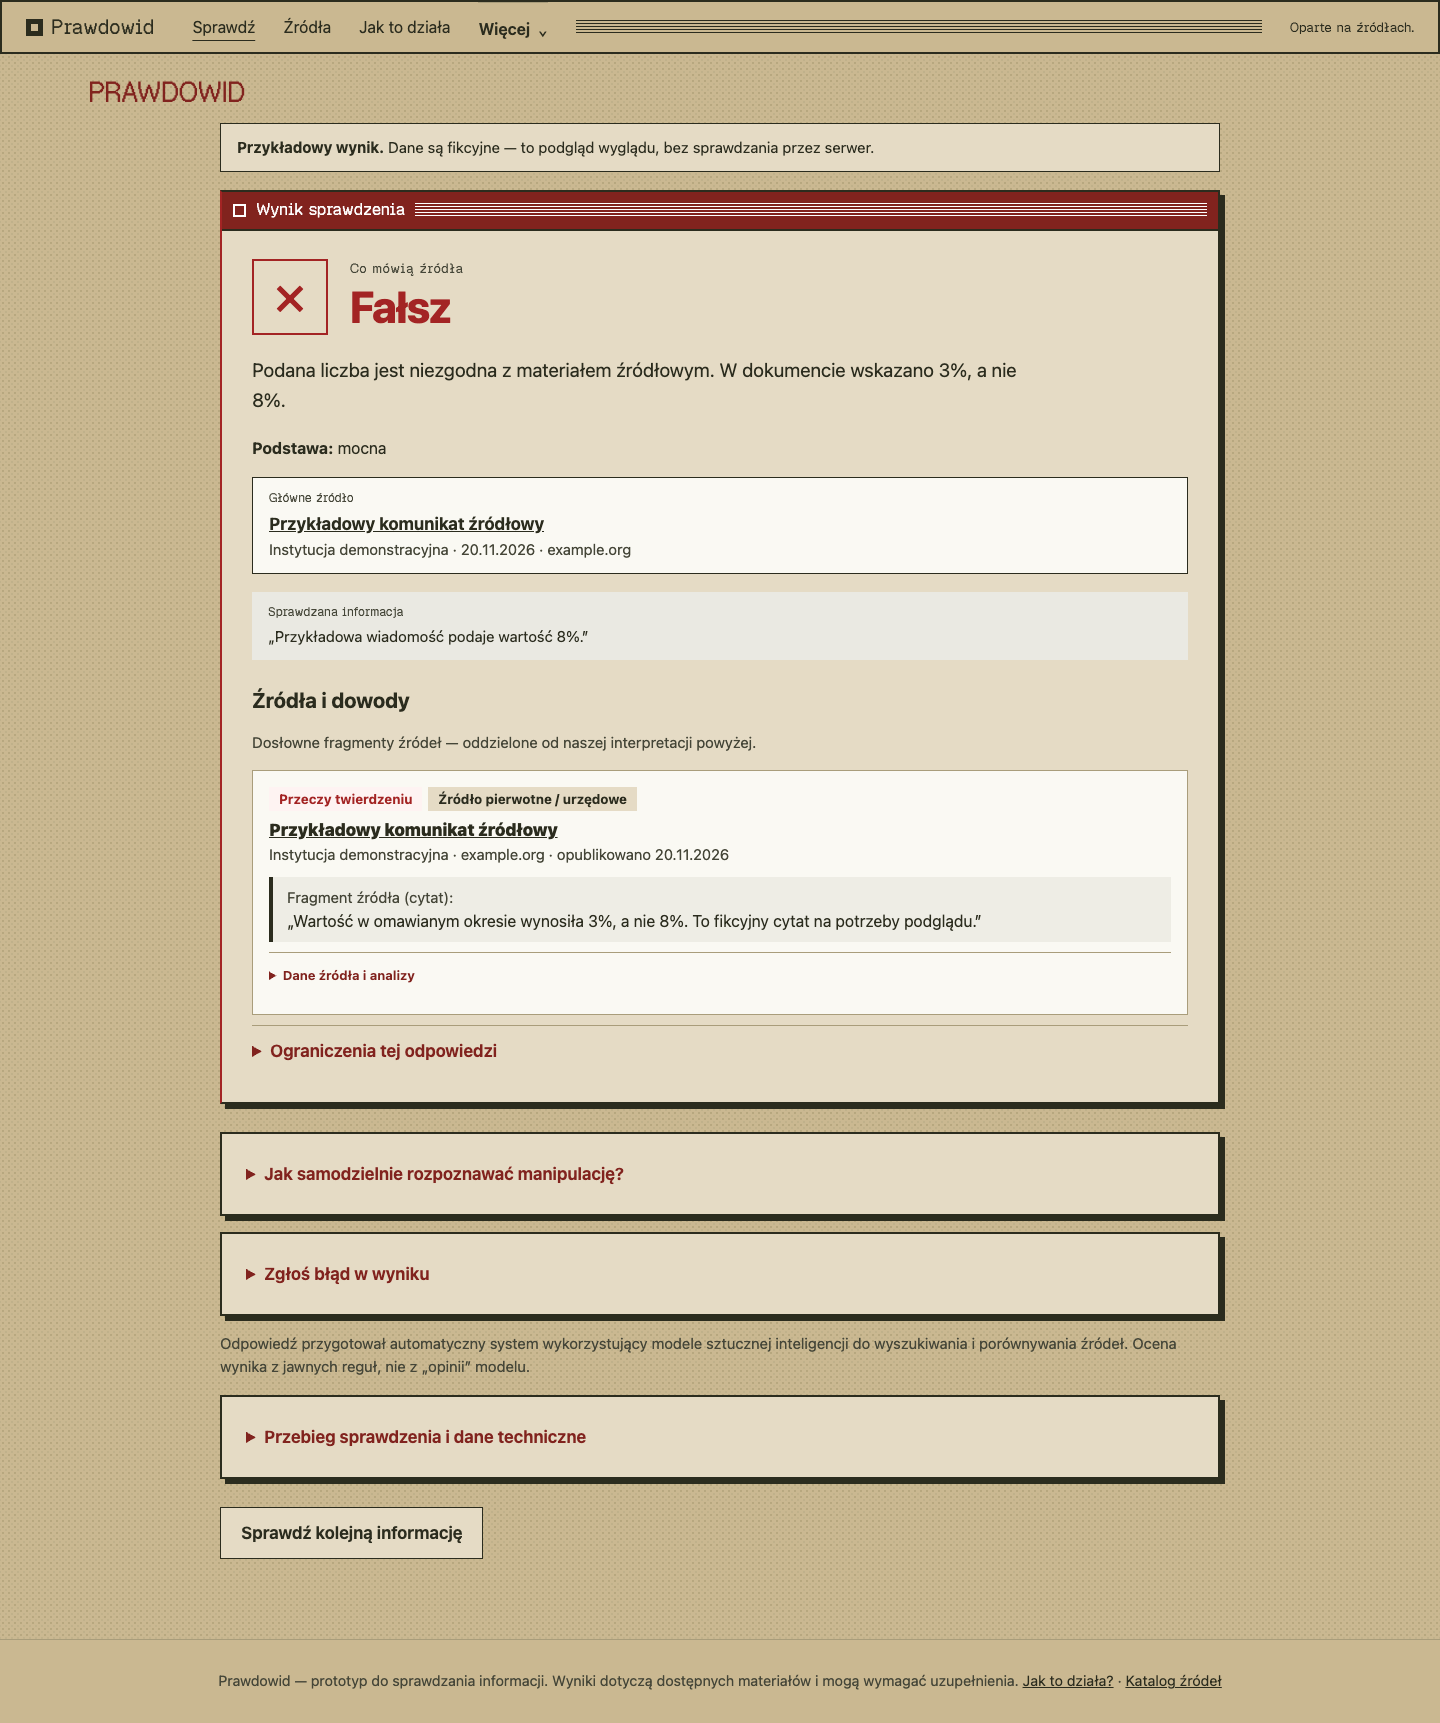 Prawdowid
Sprawdź
Źródła
Jak to działa
Więcej
Oparte na źródłach.
PRAWDOWID
Przykładowy wynik. Dane są fikcyjne — to podgląd wyglądu, bez sprawdzania przez serwer.
Wynik sprawdzenia
Co mówią źródła
Fałsz
Podana liczba jest niezgodna z materiałem źródłowym. W dokumencie wskazano 3%, a nie
8%.
Podstawa: mocna
Główne źródło
Przykładowy komunikat źródłowy
Instytucja demonstracyjna · 20.11.2026 · example.org
Sprawdzana informacja
„Przykładowa wiadomość podaje wartość 8%.”
Źródła i dowody
Dosłowne fragmenty źródeł — oddzielone od naszej interpretacji powyżej.
Przeczy twierdzeniu
Źródło pierwotne / urzędowe
Przykładowy komunikat źródłowy
Instytucja demonstracyjna · example.org · opublikowano 20.11.2026
Fragment źródła (cytat):
„Wartość w omawianym okresie wynosiła 3%, a nie 8%. To fikcyjny cytat na potrzeby podglądu.”
Dane źródła i analizy
Ograniczenia tej odpowiedzi
Jak samodzielnie rozpoznawać manipulację?
Zgłoś błąd w wyniku
Odpowiedź przygotował automatyczny system wykorzystujący modele sztucznej inteligencji do wyszukiwania i porównywania źródeł. Ocena
wynika z jawnych reguł, nie z „opinii” modelu.
Przebieg sprawdzenia i dane techniczne
Sprawdź kolejną informację
Prawdowid — prototyp do sprawdzania informacji. Wyniki dotyczą dostępnych materiałów i mogą wymagać uzupełnienia. Jak to działa? · Katalog źródeł